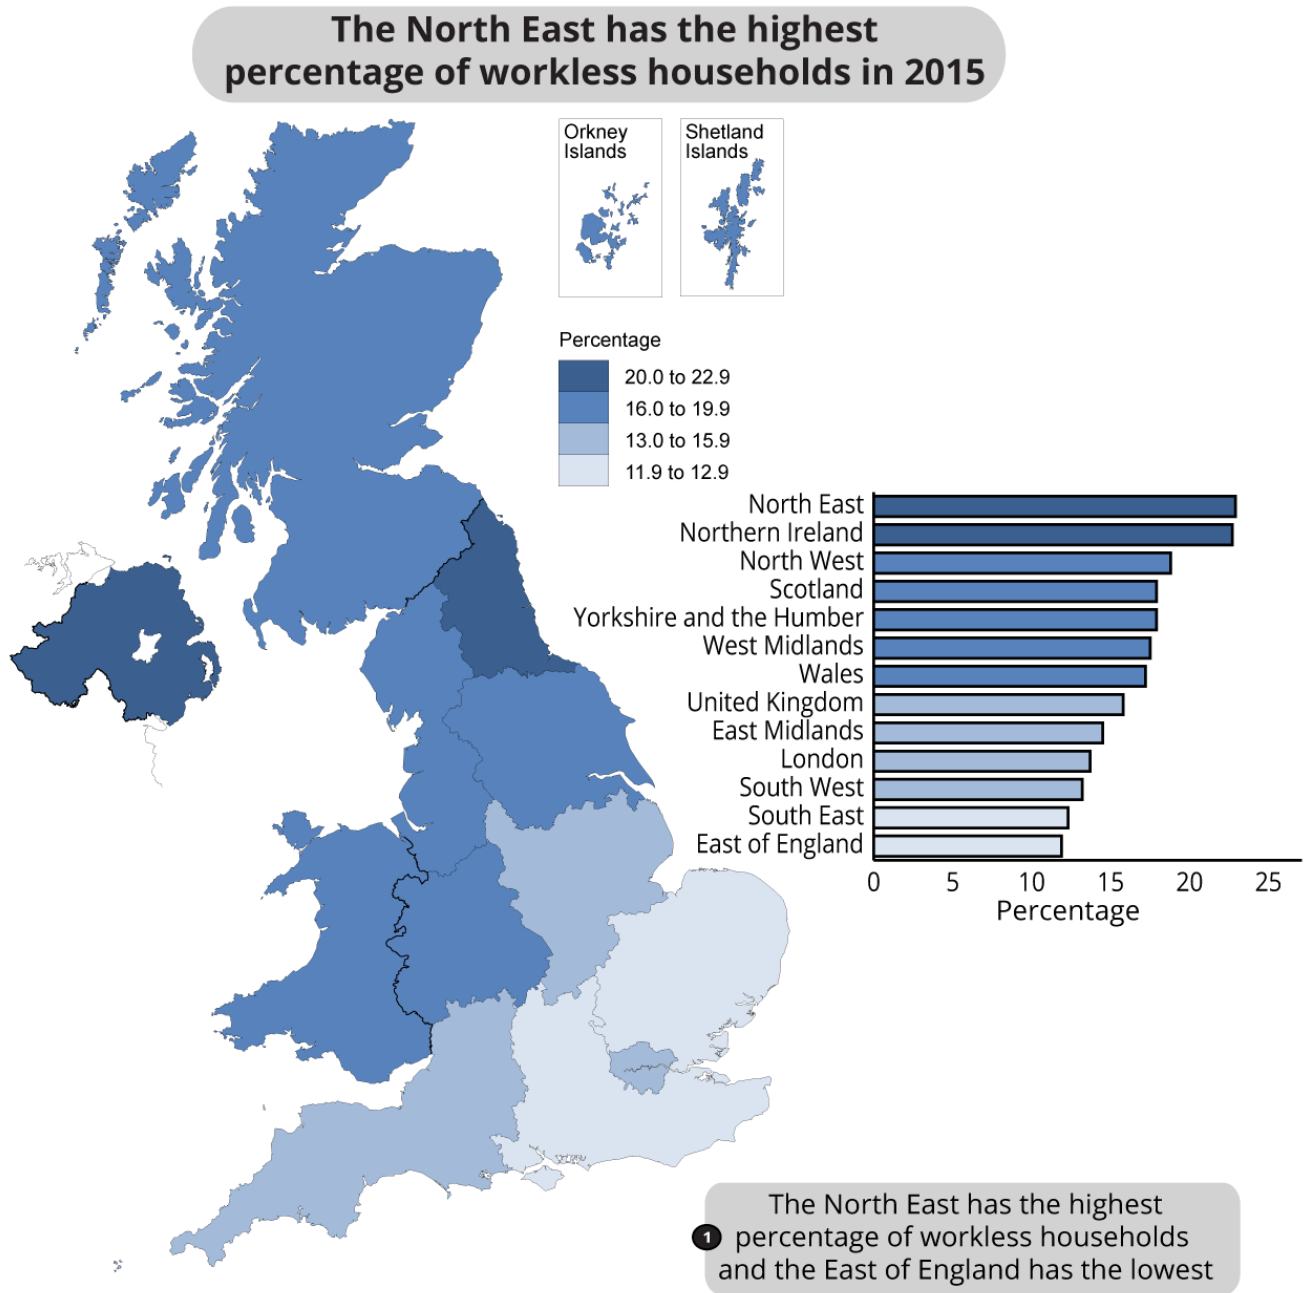 The North East has the highest
percentage of workless households in 2015
Orkney
Islands
Shetland
Islands
Percentage
20.0 to 22.9
16.0 to 19.9
13.0 to 15.9
11.9 to 12.9
North East
Northern Ireland
North West
Scotland
Yorkshire and the Humber
West Midlands
Wales
United Kingdom
East Midlands
London
South West
South East
East of England
0 5 10 15 20 25
Percentage
The North East has the highest
1 percentage of workless households
and the East of England has the lowest